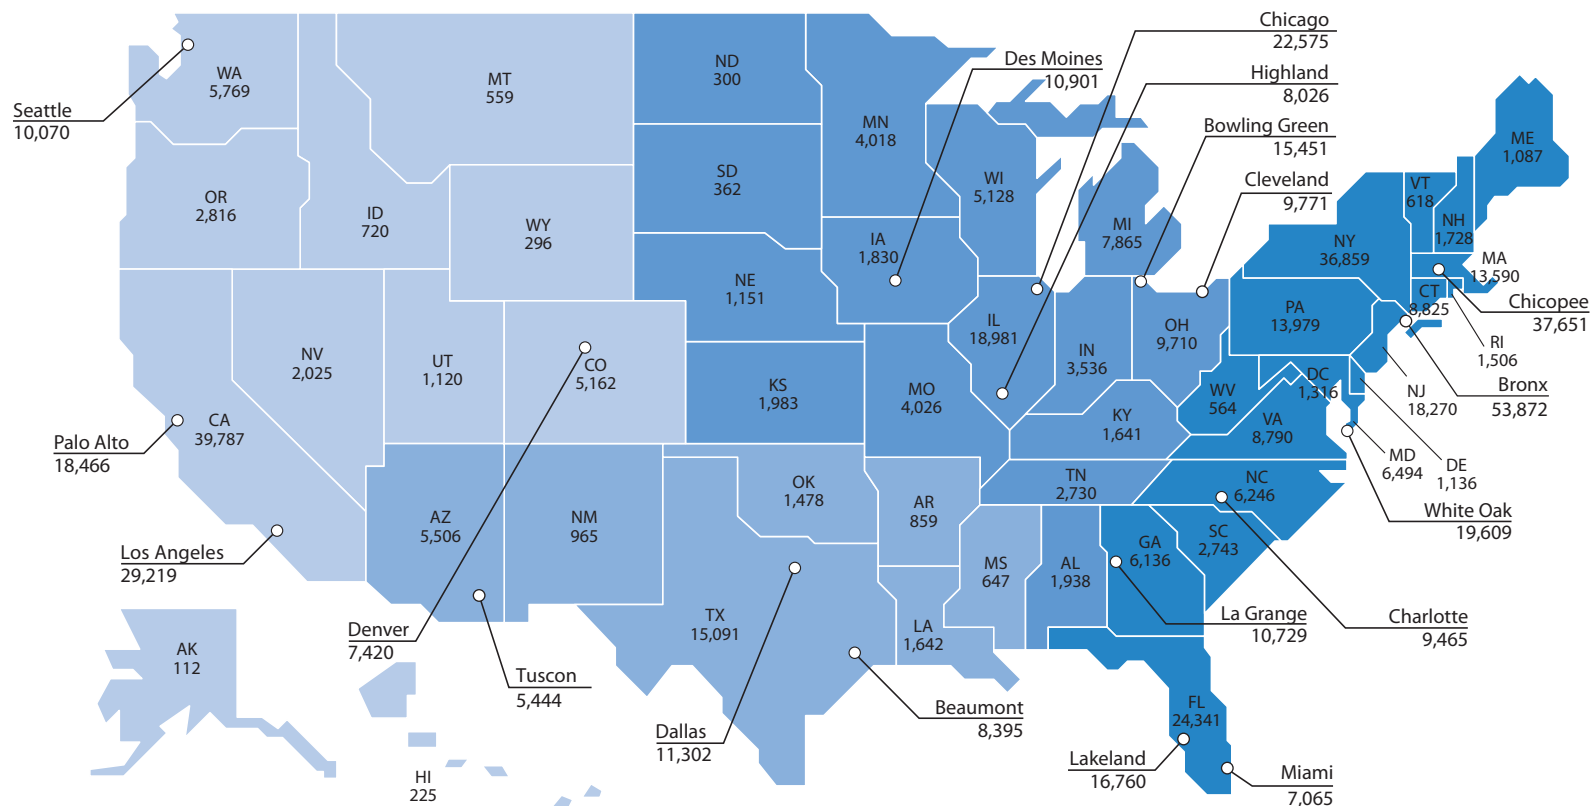 Chicago
22,575
Des Moines
10,901
Highland
8,026
Bowling Green
15,451
Cleveland
9,771
Seattle
10,070
WA
5,769
MT
559
ND
300
MN
4,018
ME
1,087
SD
362
WI
5,128
VT
618
OR
2,816
ID
720
WY
296
IA
1,830
MI
7,865
NH
1,728
NY
36,859
MA
13,590
NE
1,151
CT
8,825
Chicopee
37,651
PA
13,979
IL
18,981
OH
9,710
RI
1,506
NV
2,025
UT
1,120
CO
5,162
IN
3,536
KS
1,983
MO
4,026
DC
1,316
NJ
18,270
Bronx
53,872
WV
564
CA
39,787
KY
1,641
VA
8,790
Palo Alto
18,466
MD
6,494
DE
1,136
TN
2,730
NC
6,246
OK
1,478
AR
859
White Oak
19,609
AZ
5,506
NM
965
SC
2,743
GA
6,136
Los Angeles
29,219
MS
647
AL
1,938
TX
15,091
LA
1,642
La Grange
10,729
Charlotte
9,465
Denver
7,420
AK
112
Tuscon
5,444
Beaumont
8,395
FL
24,341
Dallas
11,302
Lakeland
16,760
Miami
7,065
HI
225